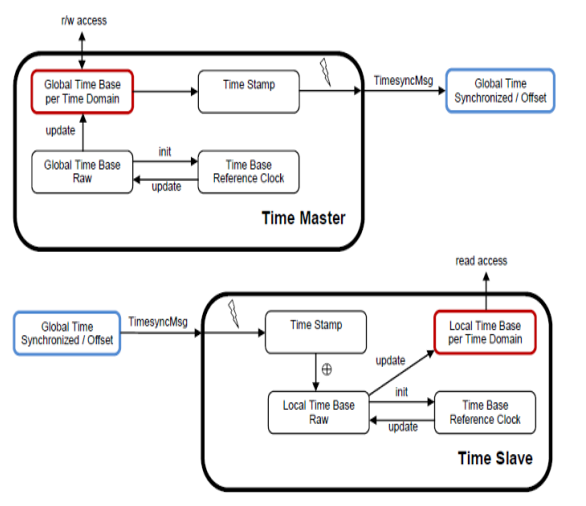 r/w access
Global Time Base
per Time Domain
Time Stamp
TimesyncMsg
Global Time
Synchronized / Offset
update
Global Time Base
Raw
init
update
Time Base
Reference Clock
Time Master
read access
Global Time
Synchronized / Offset
TimesyncMsg
Time Stamp
Local Time Base
per Time Domain
⊕
update
Local Time Base
Raw
init
update
Time Base
Reference Clock
Time Slave